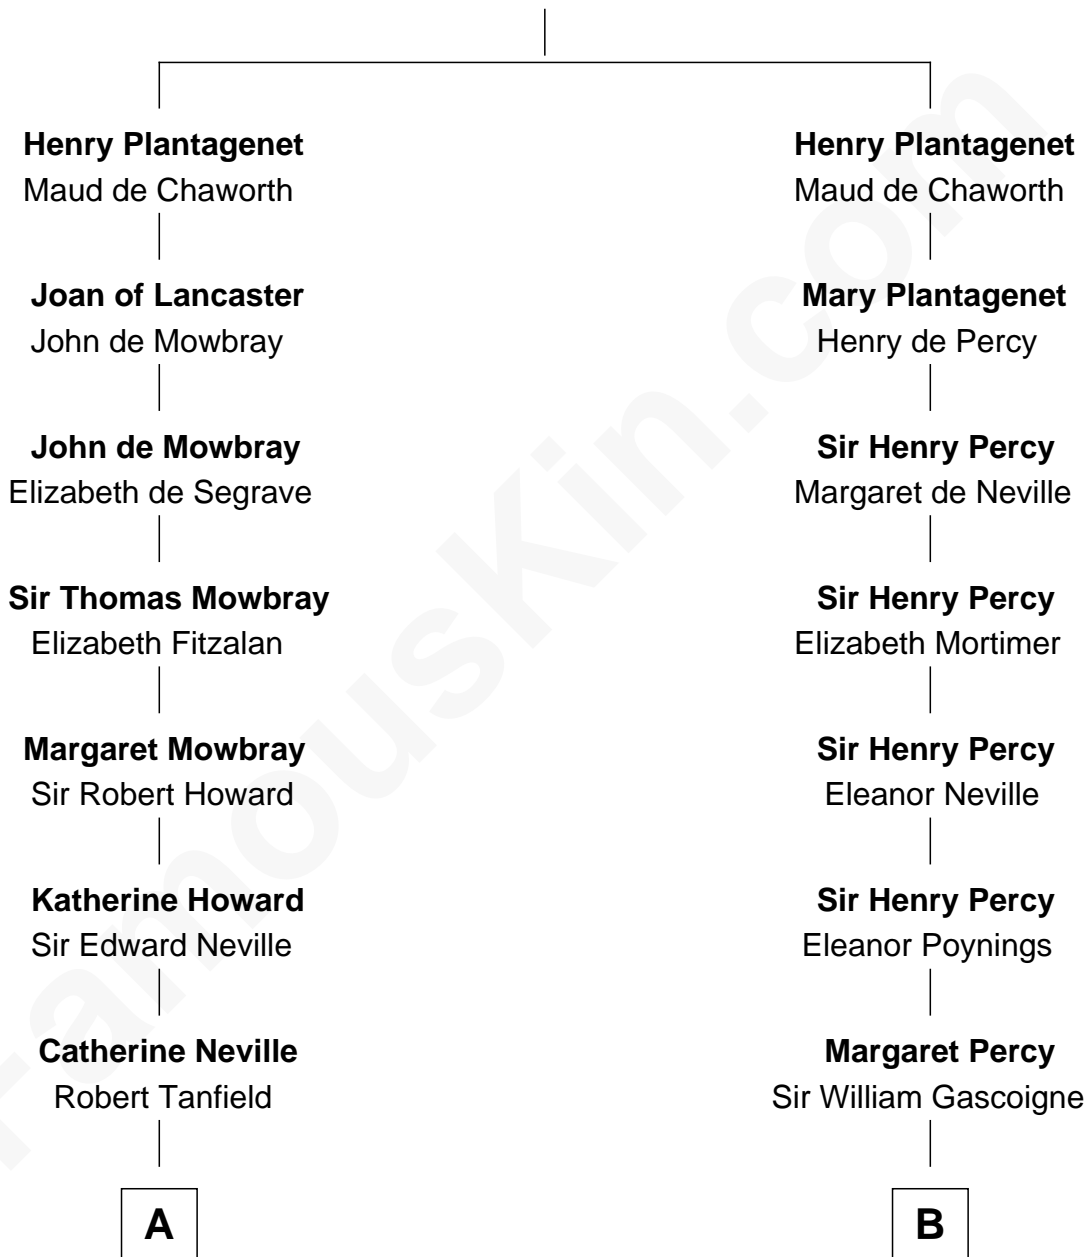 Henry Plantagenet
Maud de Chaworth
Joan of Lancaster
John de Mowbray
John de Mowbray
Elizabeth de Segrave
Sir Thomas Mowbray
Elizabeth Fitzalan
Margaret Mowbray
Sir Robert Howard
Katherine Howard
Sir Edward Neville
Catherine Neville
Robert Tanfield
A
Henry Plantagenet
Maud de Chaworth
Mary Plantagenet
Henry de Percy
Sir Henry Percy
Margaret de Neville
Sir Henry Percy
Elizabeth Mortimer
Sir Henry Percy
Eleanor Neville
Sir Henry Percy
Eleanor Poynings
Margaret Percy
Sir William Gascoigne
B
FamousKin.com